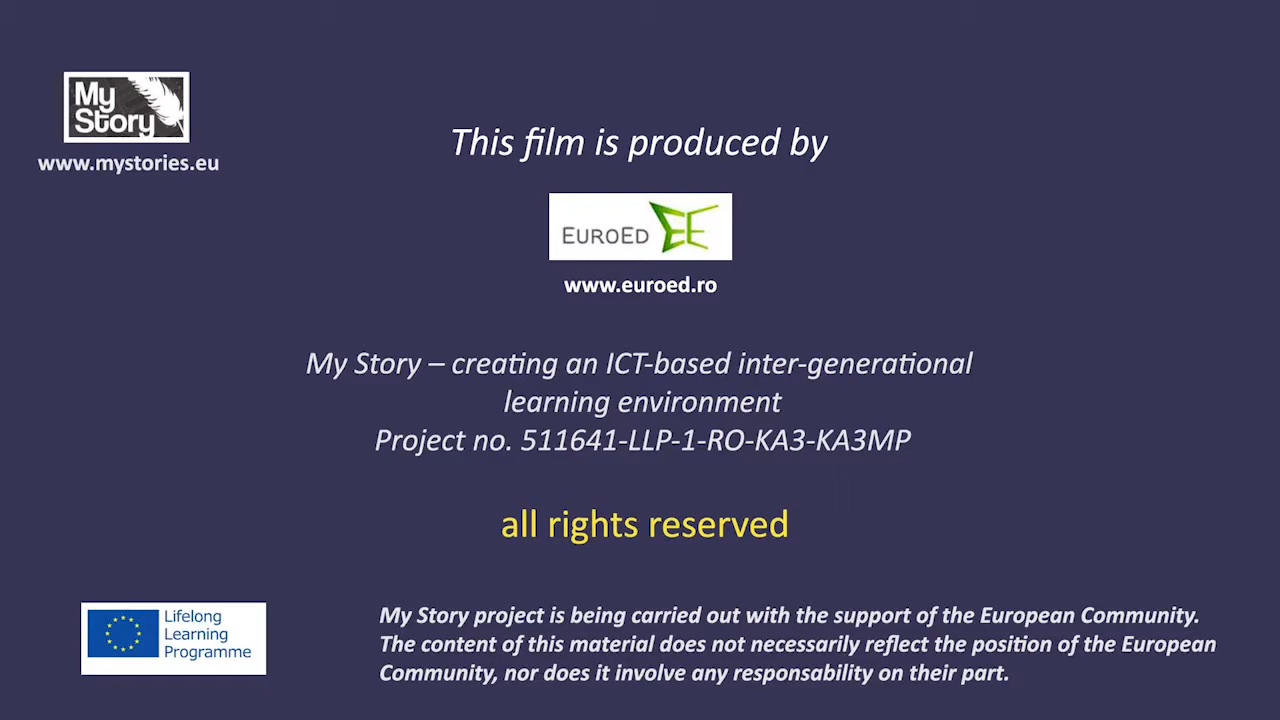 My
Story
www.mystories.eu
This film is produced by
EUROED
www.euroed.ro
My Story – creating an ICT-based inter-generational
learning environment
Project no. 511641-LLP-1-RO-KA3-KA3MP
all rights reserved
Lifelong
Learning
Programme
My Story project is being carried out with the support of the European Community.
The content of this material does not necessarily reflect the position of the European
Community, nor does it involve any responsability on their part.